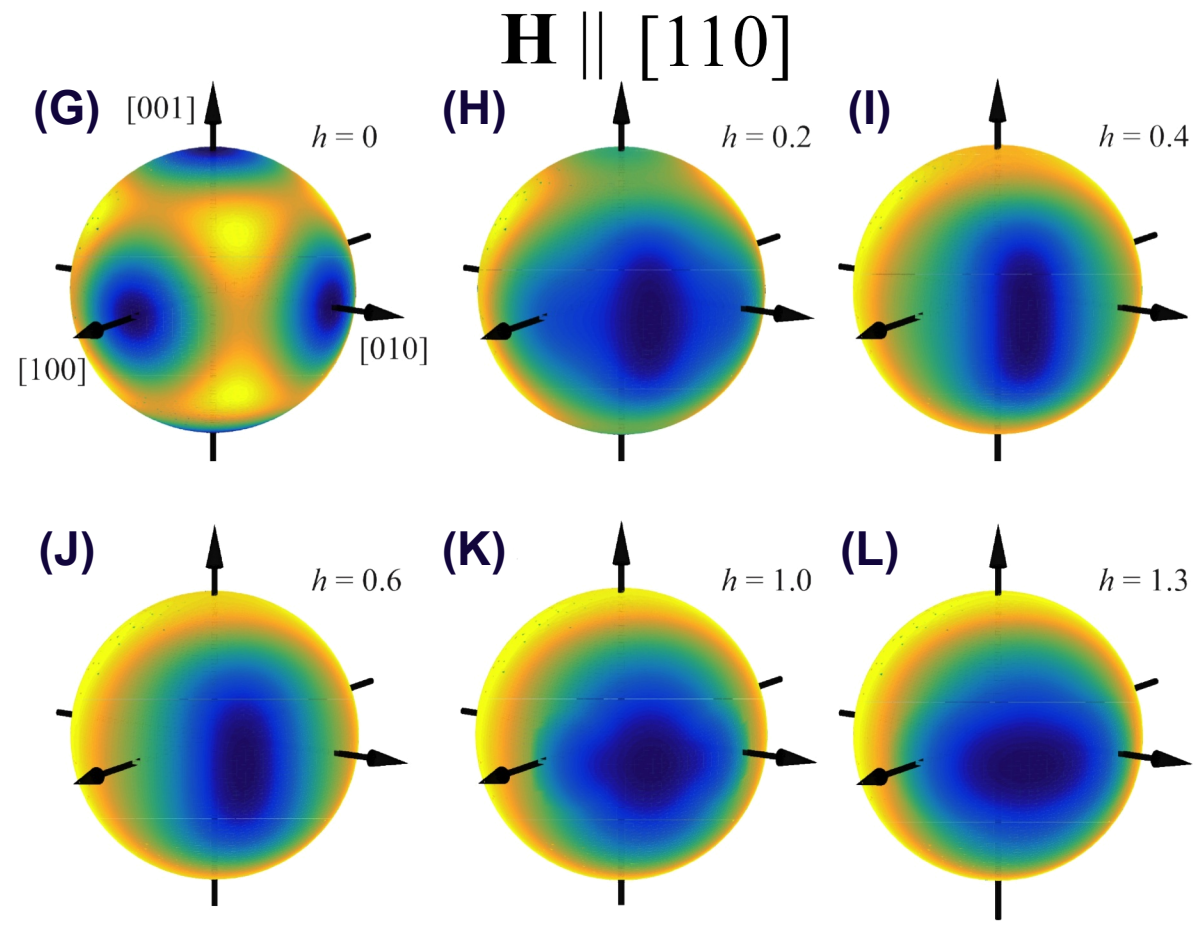 H || [110]
(G) [001] h = 0
[100] [010]
(H) h = 0.2
(I) h = 0.4
(J) h = 0.6
(K) h = 1.0
(L) h = 1.3